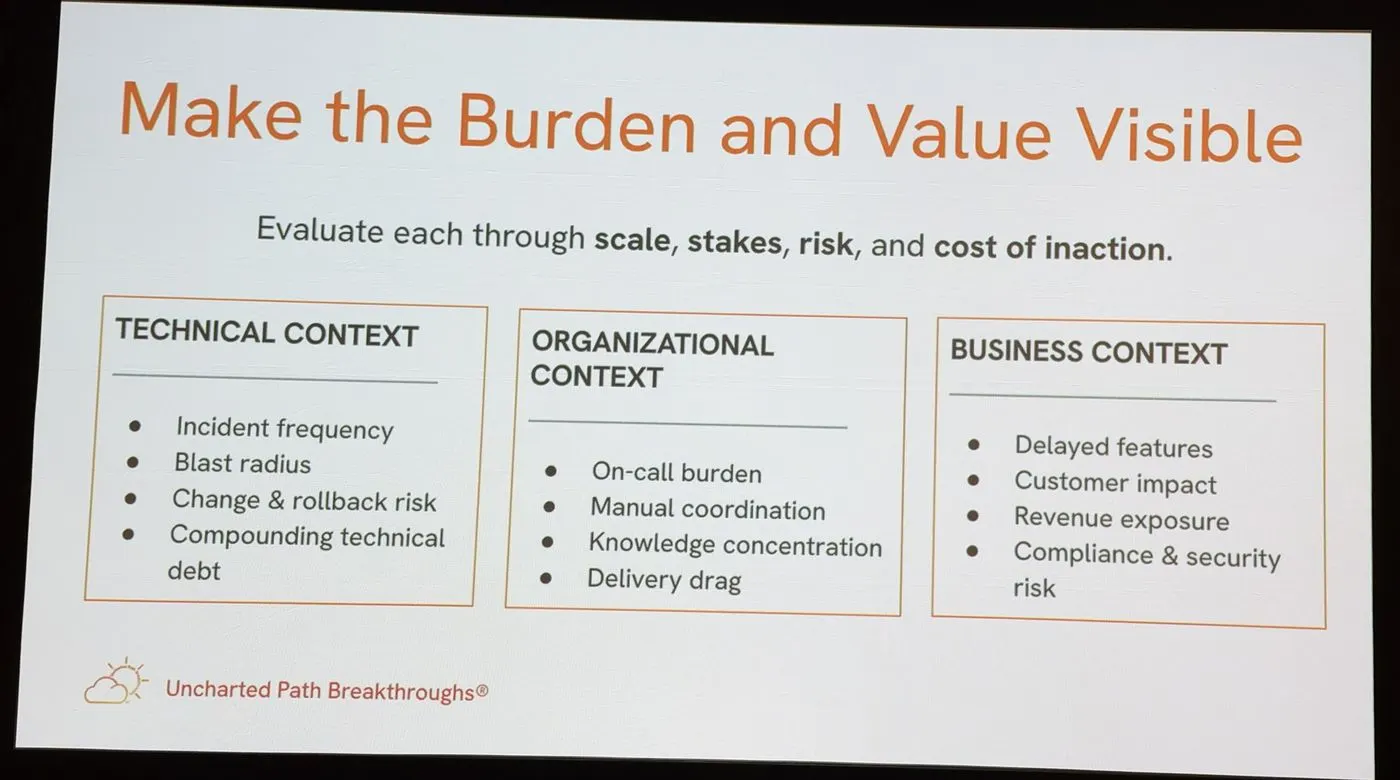 Make the Burden and Value Visible
Evaluate each through scale, stakes, risk, and cost of inaction.
TECHNICAL CONTEXT
• Incident frequency
• Blast radius
• Change & rollback risk
• Compounding technical
debt
ORGANIZATIONAL
CONTEXT
• On-call burden
• Manual coordination
• Knowledge concentration
• Delivery drag
BUSINESS CONTEXT
• Delayed features
• Customer impact
• Revenue exposure
• Compliance & security
risk
Uncharted Path Breakthroughs®